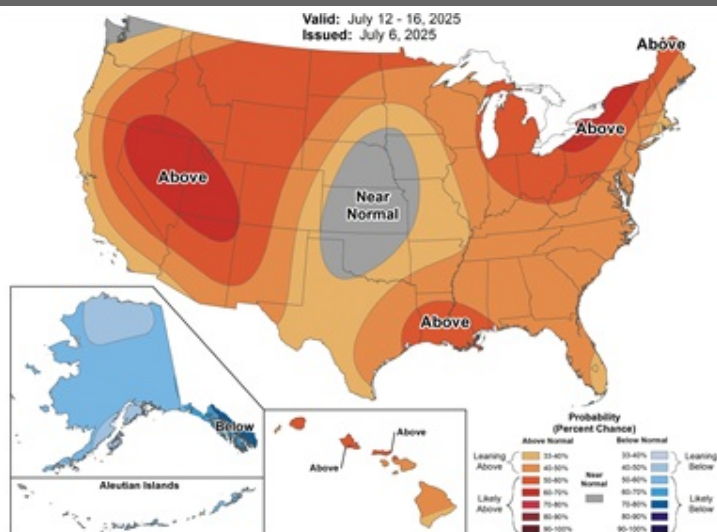 Valid: July 12 - 16, 2025
Issued: July 6, 2025
Above
Above
Above
Near
Normal
Above
Below
Aleutian Islands
Above
Above
Probability
(Percent Chance)
Above Normal
Below Normal
Leaning
Above
33-40%
40-50%
50-60%
60-70%
70-80%
80-90%
90-100%
Likely
Above
Near
Normal
33-40%
40-50%
50-60%
60-70%
70-80%
80-90%
90-100%
Leaning
Below
Likely
Below